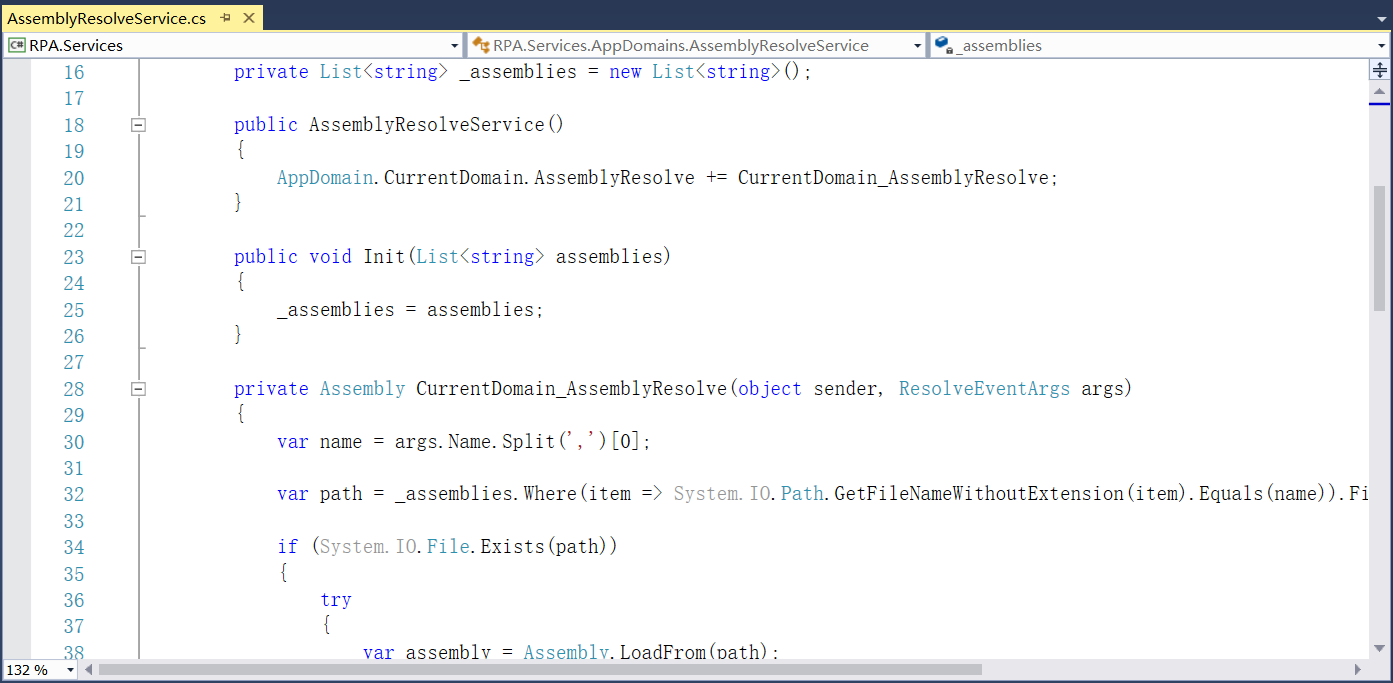 AssemblyResolveService.cs
RPA.Services
RPA.Services.AppDomains.AssemblyResolveService
_assemblies
16 private List<string> _assemblies = new List<string>();
17
18 public AssemblyResolveService()
19 {
20 AppDomain.CurrentDomain.AssemblyResolve += CurrentDomain_AssemblyResolve;
21 }
22
23 public void Init(List<string> assemblies)
24 {
25 _assemblies = assemblies;
26 }
27
28 private Assembly CurrentDomain_AssemblyResolve(object sender, ResolveEventArgs args)
29 {
30 var name = args.Name.Split(',')[0];
31
32 var path = _assemblies.Where(item => System.IO.Path.GetFileNameWithoutExtension(item).Equals(name)).Fi
33
34 if (System.IO.File.Exists(path))
35 {
36 try
37 {
38 var assembly = Assembly.LoadFrom(path);
132 %